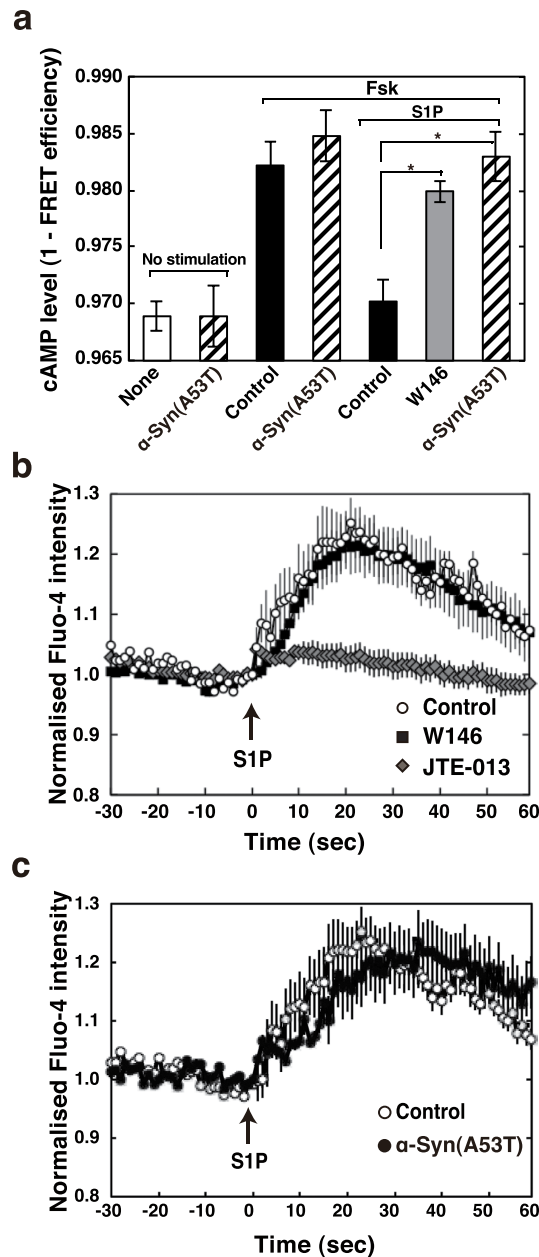 a
cAMP level (1 - FRET efficiency)
0.990
0.985
0.980
0.975
0.970
0.965
Fsk
S1P
*
*
No stimulation
None
α-Syn(A53T)
Control
α-Syn(A53T)
Control
W146
α-Syn(A53T)
b
Normalised Fluo-4 intensity
1.3
1.2
1.1
1.0
0.9
0.8
S1P
Control
W146
JTE-013
-30 -20 -10 0 10 20 30 40 50 60
Time (sec)
c
Normalised Fluo-4 intensity
1.3
1.2
1.1
1.0
0.9
0.8
S1P
Control
α-Syn(A53T)
-30 -20 -10 0 10 20 30 40 50 60
Time (sec)